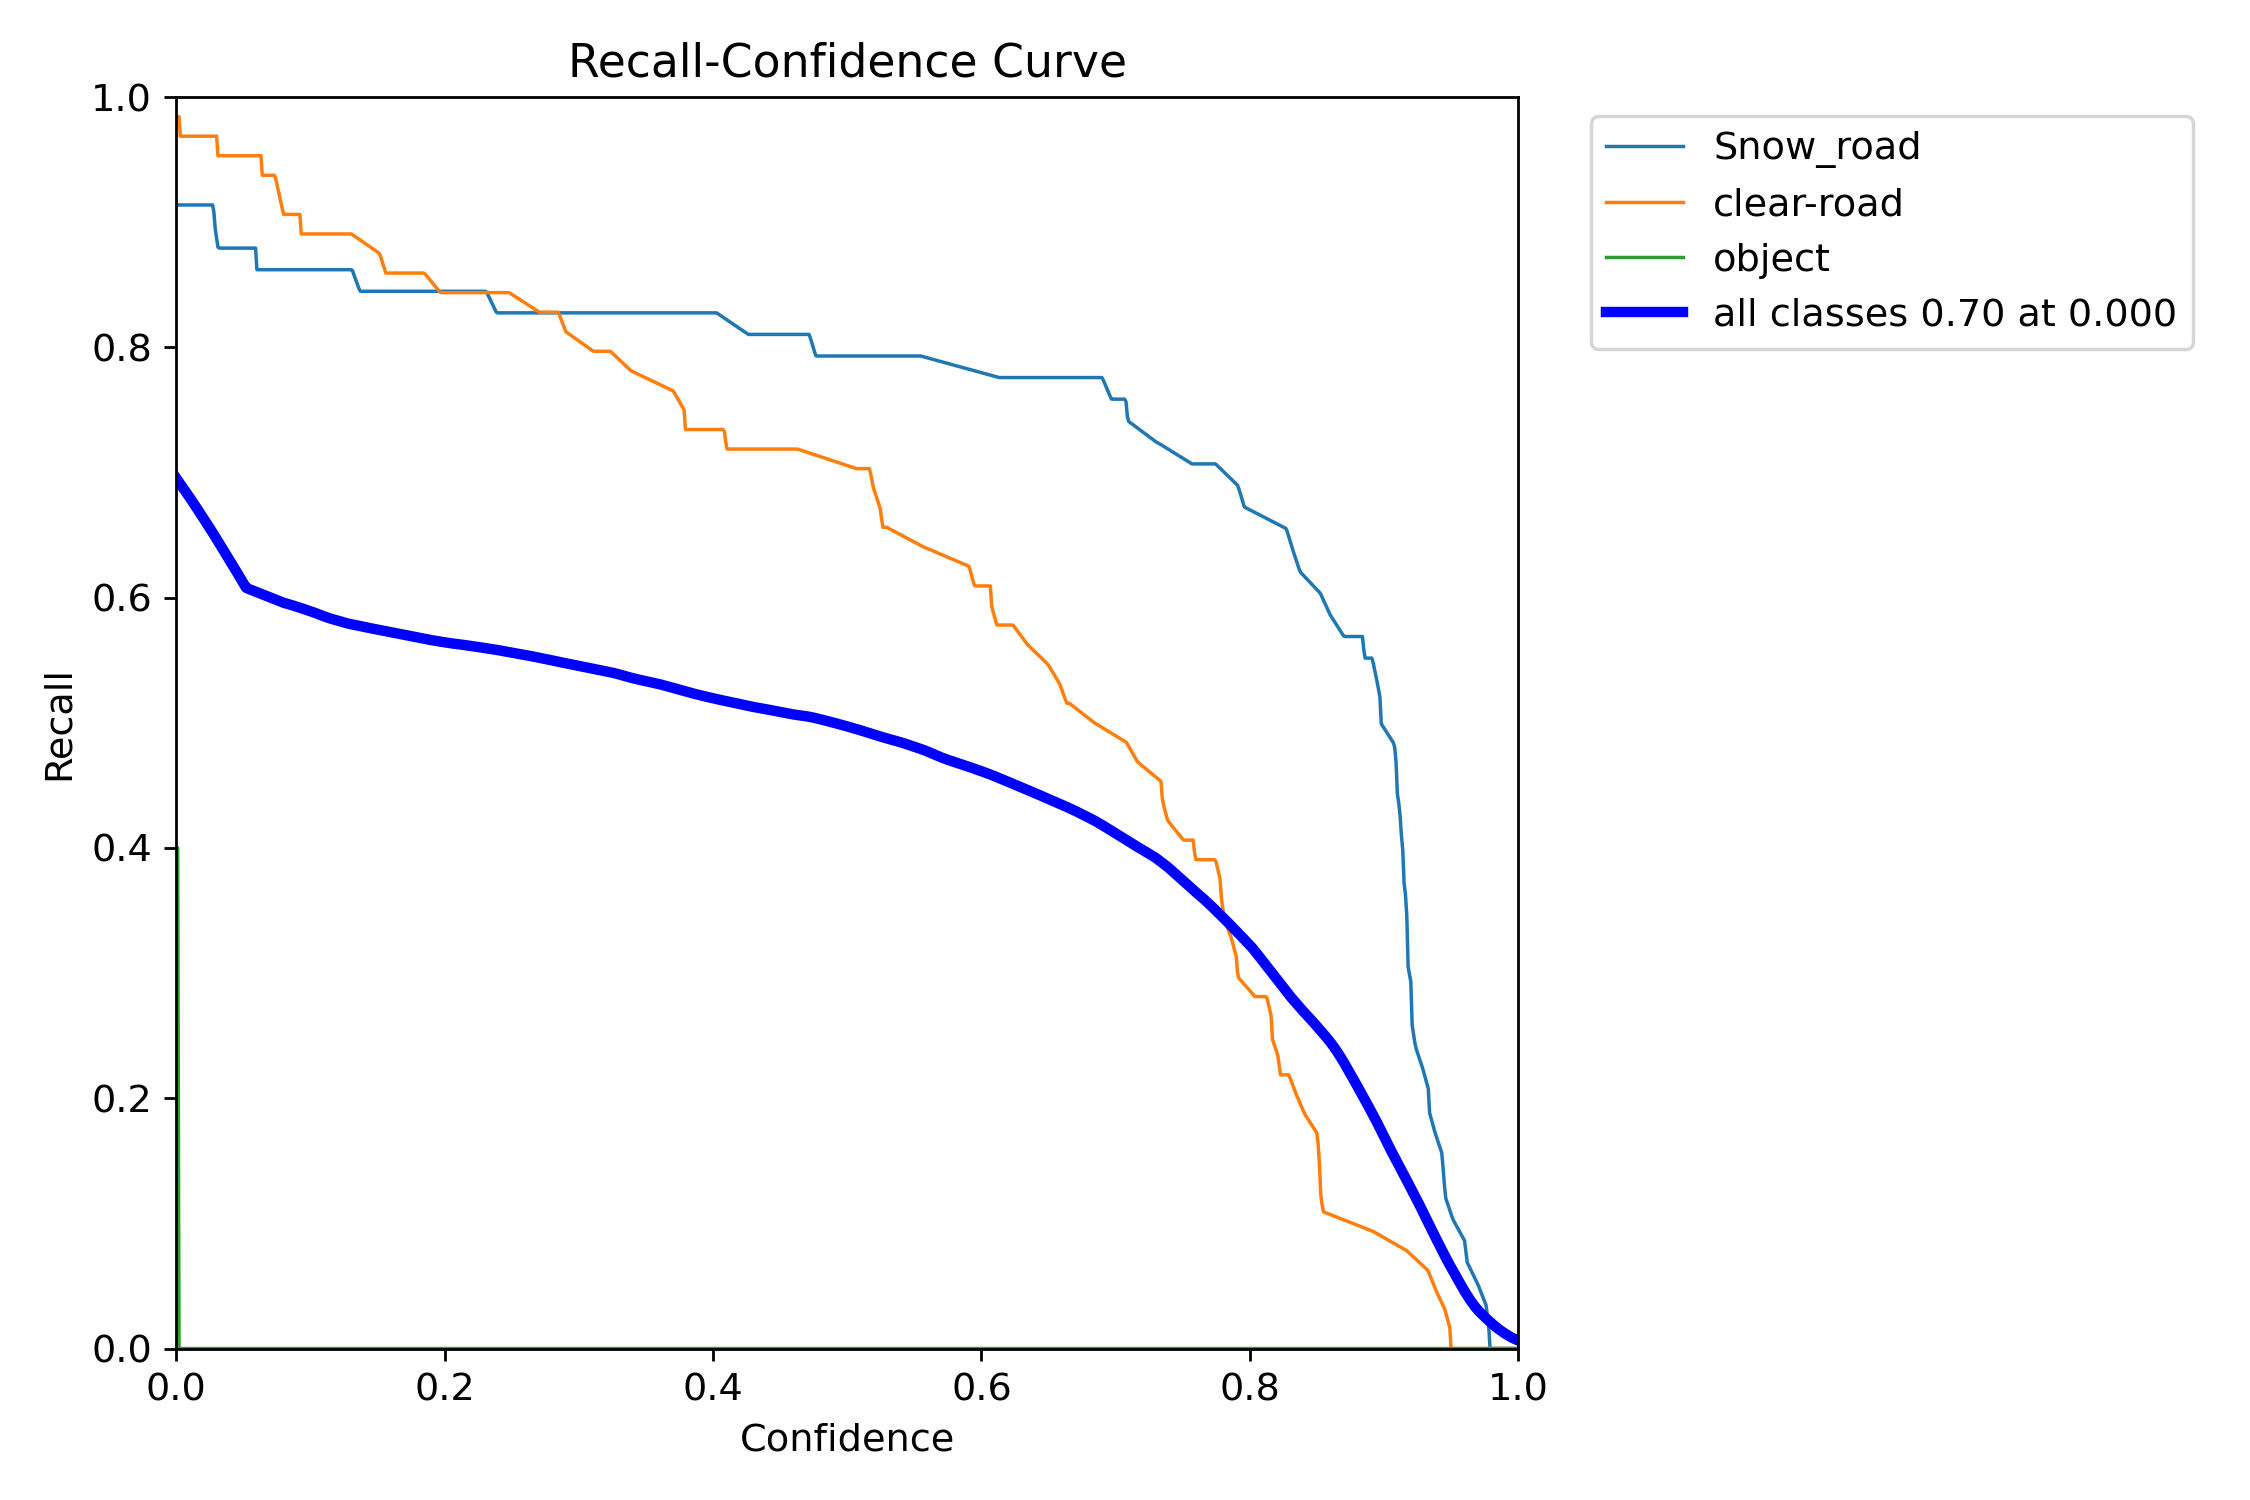 Recall-Confidence Curve
1.0
0.8
0.6
0.4
0.2
0.0
Recall
0.0 0.2 0.4 0.6 0.8 1.0
Confidence
Snow_road
clear-road
object
all classes 0.70 at 0.000